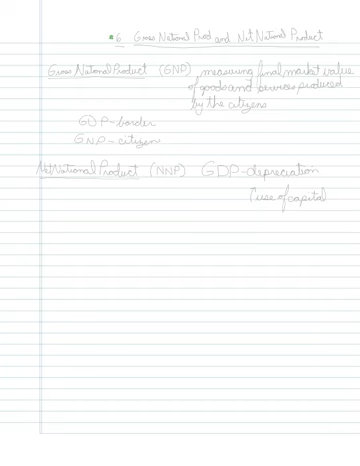 #6 Gross National Prod and Net National Product
Gross National Product (GNP) measuring final market value
of goods and services produced
by the citizens
GDP-border
GNP-citizen
Net National Product (NNP) GDP-depreciation
↑use of capital